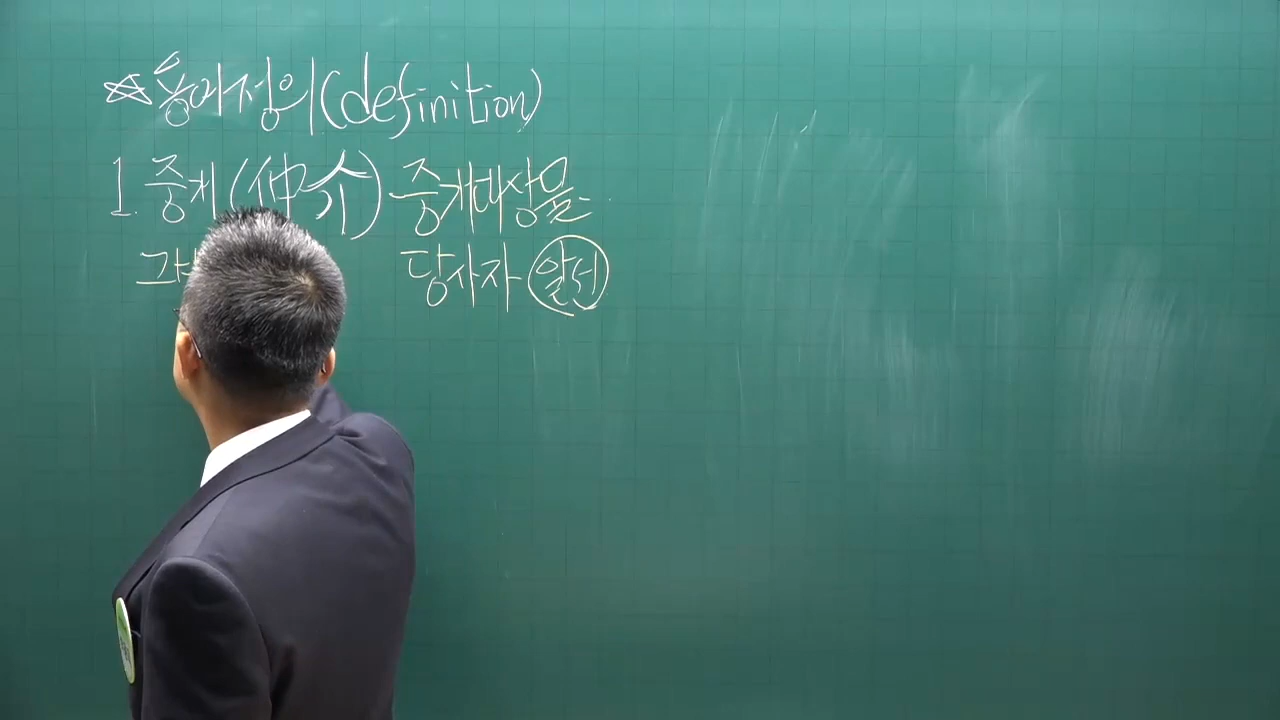 ☆용어정의(definition)
1. 중개(仲介) 중개대상물
당사자 알선